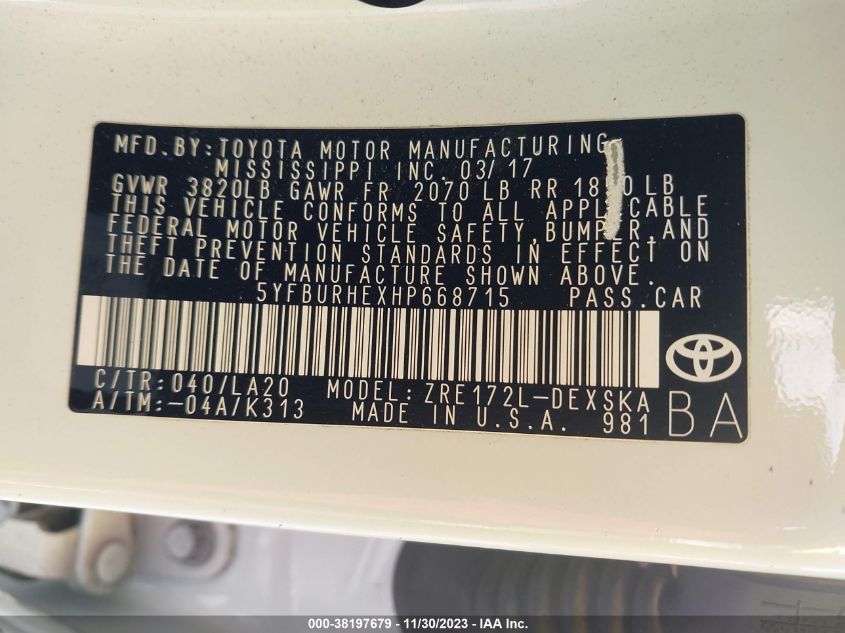 MFD. BY: TOYOTA MOTOR MANUFACTURING
MISSISSIPPI INC. 03/17
GVWR 3820LB GAWR FR 2070 LB RR LB
THIS VEHICLE CONFORMS TO ALL APPLICABLE
FEDERAL MOTOR VEHICLE SAFETY, BUMPER, AND
THEFT PREVENTION STANDARDS IN EFFECT ON
THE DATE OF MANUFACTURE SHOWN ABOVE.
5YFBURHEXHP668715 PASS. CAR
C/TR: 040/LA20 MODEL: ZRE172L-DEXSKA
A/TM: -04A/K313 MADE IN U.S.A. 981 BA
000-38197679 - 11/30/2023 - IAA Inc.